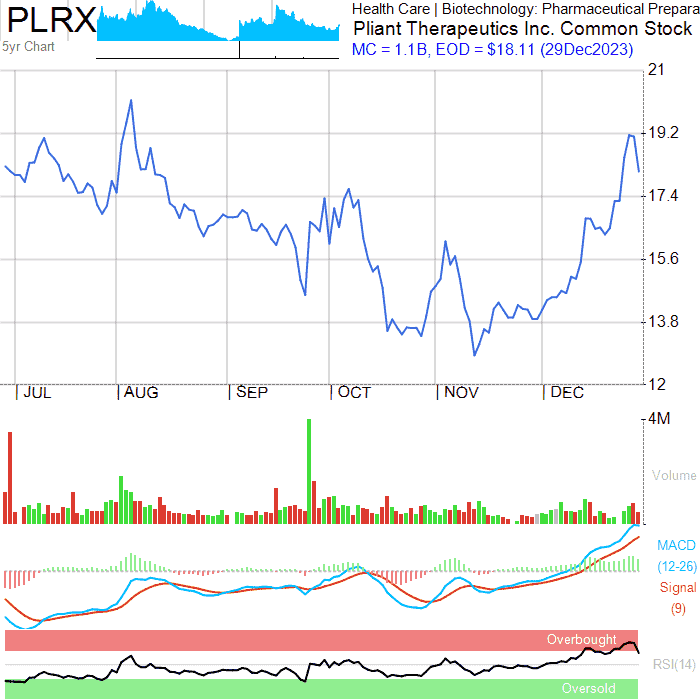 PLRX
5yr Chart
Health Care | Biotechnology: Pharmaceutical Prepara
Pliant Therapeutics Inc. Common Stock
MC = 1.1B, EOD = $18.11 (29Dec2023)
21
19.2
17.4
15.6
13.8
12
| JUL | AUG | SEP | OCT | NOV | DEC
4M
Volume
MACD
(12-26)
Signal
(9)
Overbought
RSI(14)
Oversold